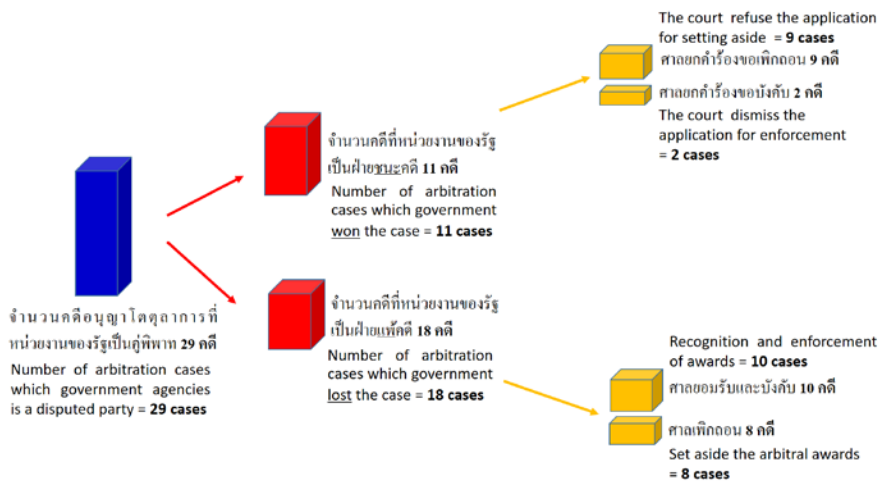 The court refuse the application
for setting aside = 9 cases
ศาลยกคำร้องขอเพิกถอน 9 คดี
ศาลยกคำร้องขอบังคับ 2 คดี
The court dismiss the
application for enforcement
= 2 cases
จำนวนคดีที่หน่วยงานของรัฐ
เป็นฝ่ายชนะคดี 11 คดี
Number of arbitration
cases which government
won the case = 11 cases
จำนวนคดีอนุญาโตตุลาการที่
หน่วยงานของรัฐเป็นคู่พิพาท 29 คดี
Number of arbitration cases
which government agencies
is a disputed party = 29 cases
จำนวนคดีที่หน่วยงานของรัฐ
เป็นฝ่ายแพ้คดี 18 คดี
Number of arbitration
cases which government
lost the case = 18 cases
Recognition and enforcement
of awards = 10 cases
ศาลยอมรับและบังคับ 10 คดี
ศาลเพิกถอน 8 คดี
Set aside the arbitral awards
= 8 cases